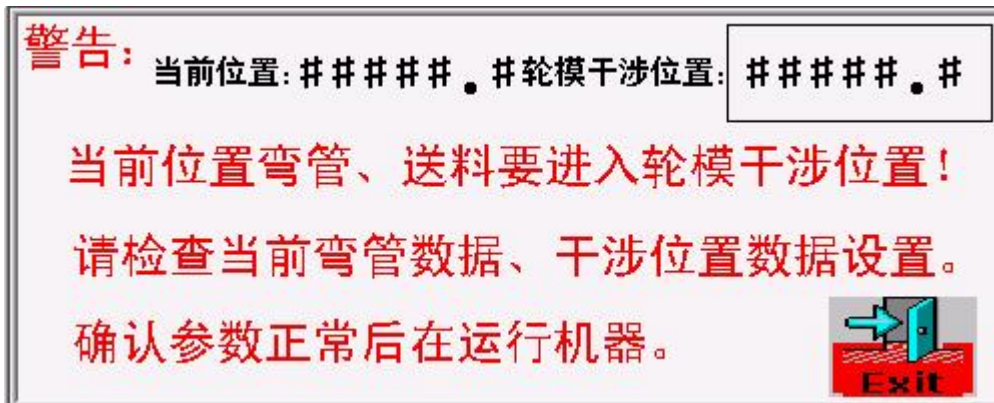 警告: 当前位置:#####.#轮模干涉位置:#####.#
当前位置弯管、送料要进入轮模干涉位置!
请检查当前弯管数据、干涉位置数据设置。
确认参数正常后在运行机器。
Exit